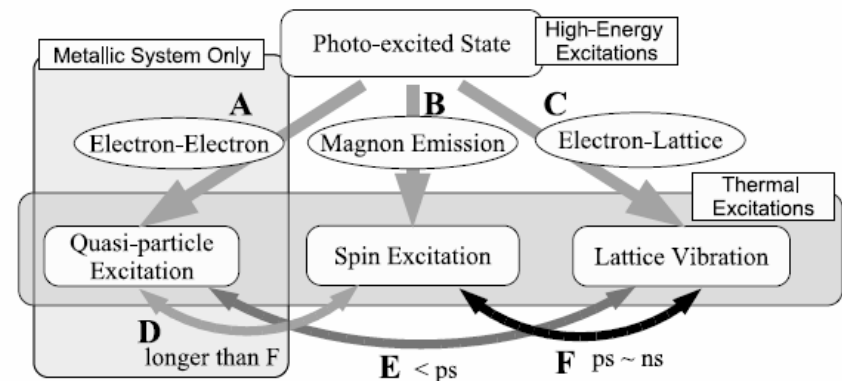 Photo-excited State
High-Energy
Excitations
Metallic System Only
A
B
C
Electron-Electron
Magnon Emission
Electron-Lattice
Thermal
Excitations
Quasi-particle
Excitation
Spin Excitation
Lattice Vibration
D
longer than F
E < ps
F ps ~ ns